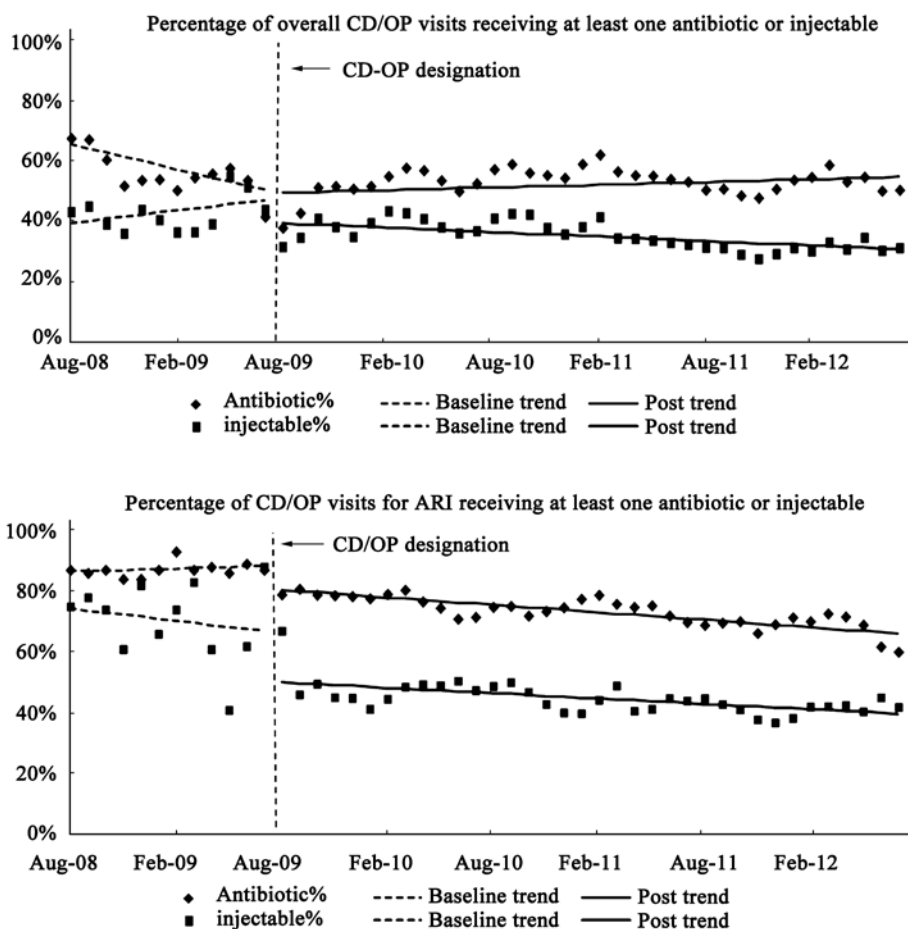 Percentage of overall CD/OP visits receiving at least one antibiotic or injectable
100%
CD-OP designation
80%
60%
40%
20%
0%
Aug-08 Feb-09 Aug-09 Feb-10 Aug-10 Feb-11 Aug-11 Feb-12
Antibiotic% Baseline trend Post trend
injectable% Baseline trend Post trend
Percentage of CD/OP visits for ARI receiving at least one antibiotic or injectable
100%
CD/OP designation
80%
60%
40%
20%
0%
Aug-08 Feb-09 Aug-09 Feb-10 Aug-10 Feb-11 Aug-11 Feb-12
Antibiotic% Baseline trend Post trend
injectable% Baseline trend Post trend